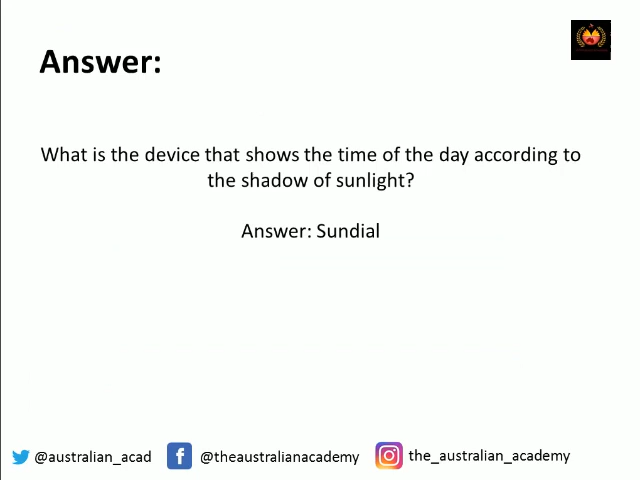 Answer:
What is the device that shows the time of the day according to
the shadow of sunlight?
Answer: Sundial
@australian_acad @theaustralianacademy the_australian_academy